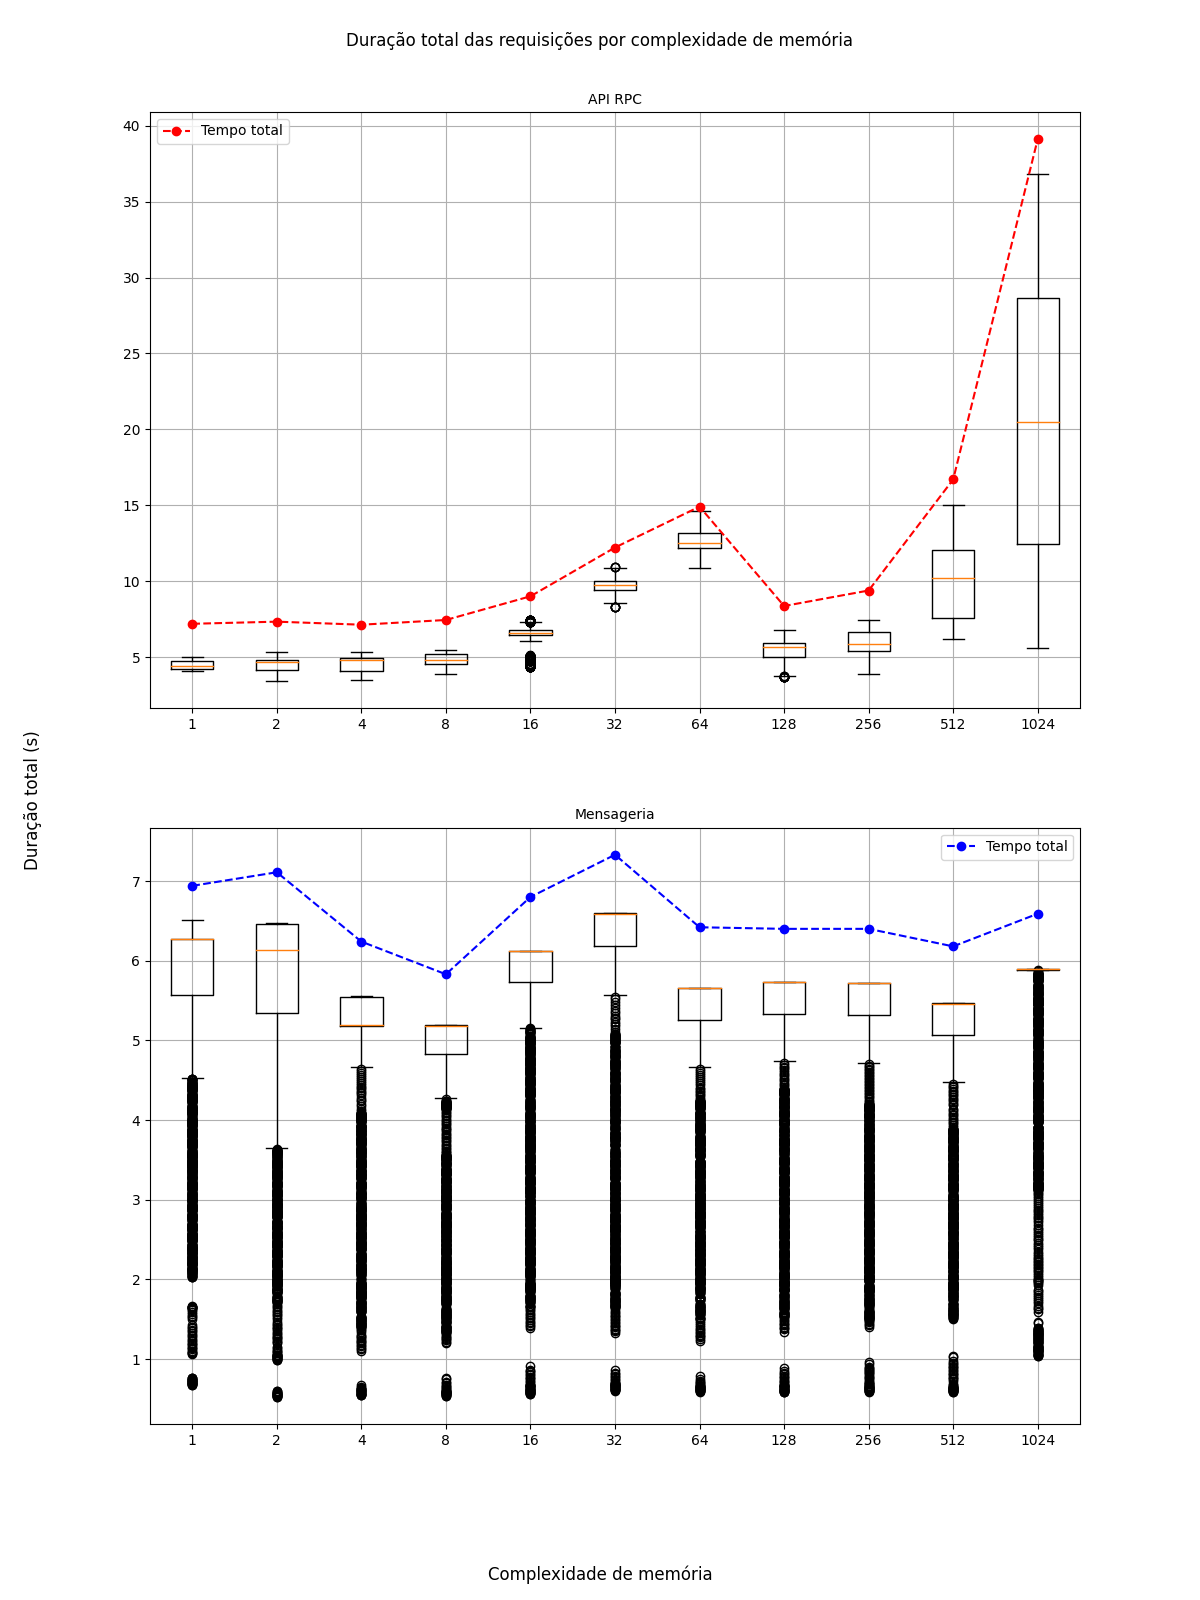 Duração total das requisições por complexidade de memória
API RPC
Tempo total
40
35
30
25
20
15
10
5
1 2 4 8 16 32 64 128 256 512 1024
Duração total (s)
Mensageria
Tempo total
7
6
5
4
3
2
1
1 2 4 8 16 32 64 128 256 512 1024
Complexidade de memória